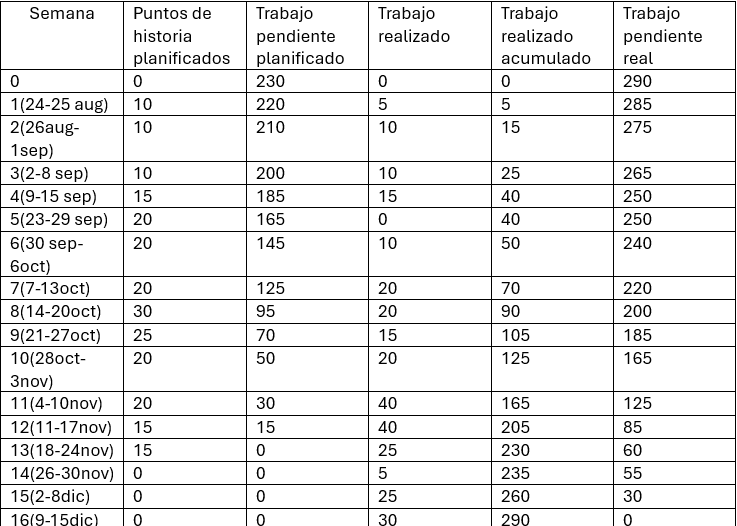 Semana | Puntos de historia planificados | Trabajo pendiente planificado | Trabajo realizado | Trabajo realizado acumulado | Trabajo pendiente real
0 | 0 | 230 | 0 | 0 | 290
1(24-25 aug) | 10 | 220 | 5 | 5 | 285
2(26aug-1sep) | 10 | 210 | 10 | 15 | 275
3(2-8 sep) | 10 | 200 | 10 | 25 | 265
4(9-15 sep) | 15 | 185 | 15 | 40 | 250
5(23-29 sep) | 20 | 165 | 0 | 40 | 250
6(30 sep-6oct) | 20 | 145 | 10 | 50 | 240
7(7-13oct) | 20 | 125 | 20 | 70 | 220
8(14-20oct) | 30 | 95 | 20 | 90 | 200
9(21-27oct) | 25 | 70 | 15 | 105 | 185
10(28oct-3nov) | 20 | 50 | 20 | 125 | 165
11(4-10nov) | 20 | 30 | 40 | 165 | 125
12(11-17nov) | 15 | 15 | 40 | 205 | 85
13(18-24nov) | 15 | 0 | 25 | 230 | 60
14(26-30nov) | 0 | 0 | 5 | 235 | 55
15(2-8dic) | 0 | 0 | 25 | 260 | 30
16(9-15dic) | 0 | 0 | 30 | 290 | 0